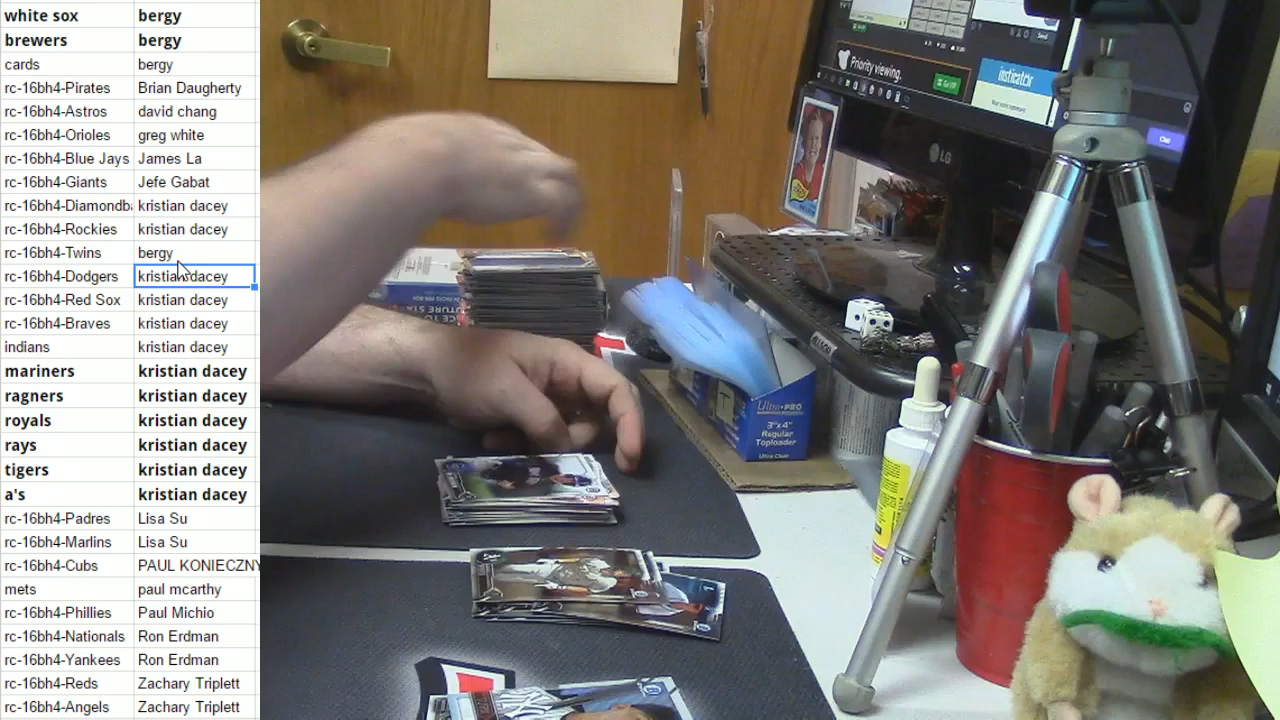 white sox bergy
brewers bergy
cards bergy
rc-16bh4-Pirates Brian Daugherty
rc-16bh4-Astros david chang
rc-16bh4-Orioles greg white
rc-16bh4-Blue Jays James La
rc-16bh4-Giants Jefe Gabat
rc-16bh4-Diamondba kristian dacey
rc-16bh4-Rockies kristian dacey
rc-16bh4-Twins bergy
rc-16bh4-Dodgers kristian dacey
rc-16bh4-Red Sox kristian dacey
rc-16bh4-Braves kristian dacey
indians kristian dacey
mariners kristian dacey
ragners kristian dacey
royals kristian dacey
rays kristian dacey
tigers kristian dacey
a's kristian dacey
rc-16bh4-Padres Lisa Su
rc-16bh4-Marlins Lisa Su
rc-16bh4-Cubs PAUL KONIECZNY
mets paul mcarthy
rc-16bh4-Phillies Paul Michio
rc-16bh4-Nationals Ron Erdman
rc-16bh4-Yankees Ron Erdman
rc-16bh4-Reds Zachary Triplett
rc-16bh4-Angels Zachary Triplett
Priority viewing.
insticator
LG
Ultra-PRO
3"x4"
Regular
Toploader
Ultra Clear